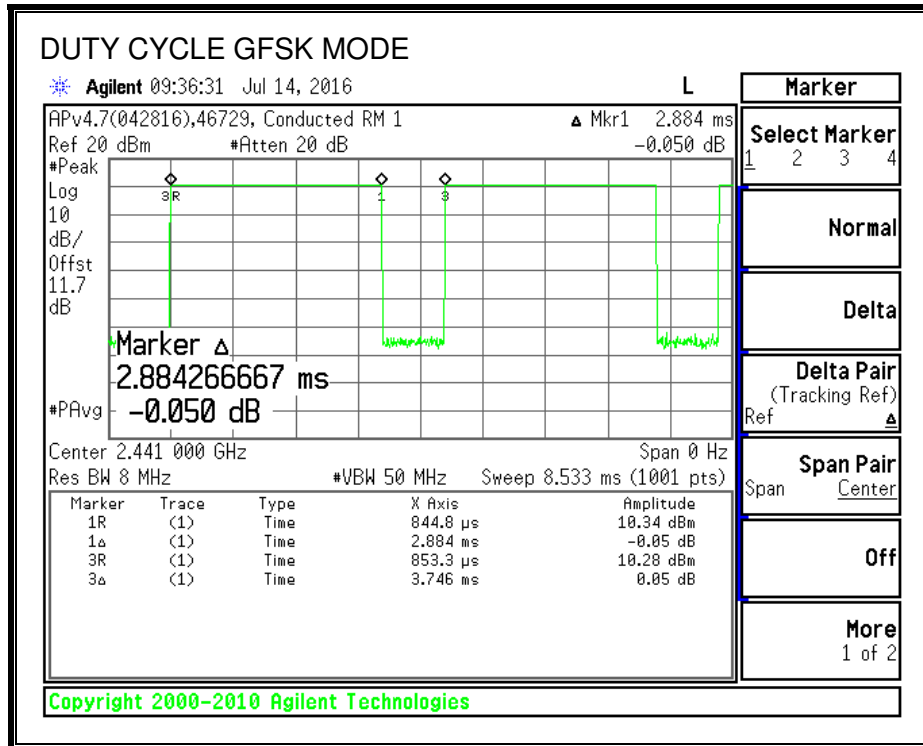 DUTY CYCLE GFSK MODE
Agilent 09:36:31 Jul 14, 2016 L
APv4.7(042816),46729, Conducted RM 1 Δ Mkr1 2.884 ms
Ref 20 dBm #Atten 20 dB -0.050 dB
#Peak
Log
10
dB/
Offst
11.7
dB
3R 1 3
Marker Δ
2.884266667 ms
-0.050 dB
#PAvg
Center 2.441 000 GHz Span 0 Hz
Res BW 8 MHz #VBW 50 MHz Sweep 8.533 ms (1001 pts)
Marker Trace Type X Axis Amplitude
1R (1) Time 844.8 µs 10.34 dBm
1Δ (1) Time 2.884 ms -0.05 dB
3R (1) Time 853.3 µs 10.28 dBm
3Δ (1) Time 3.746 ms 0.05 dB
Marker
Select Marker
1 2 3 4
Normal
Delta
Delta Pair
(Tracking Ref)
Ref Δ
Span Pair
Span Center
Off
More
1 of 2
Copyright 2000-2010 Agilent Technologies